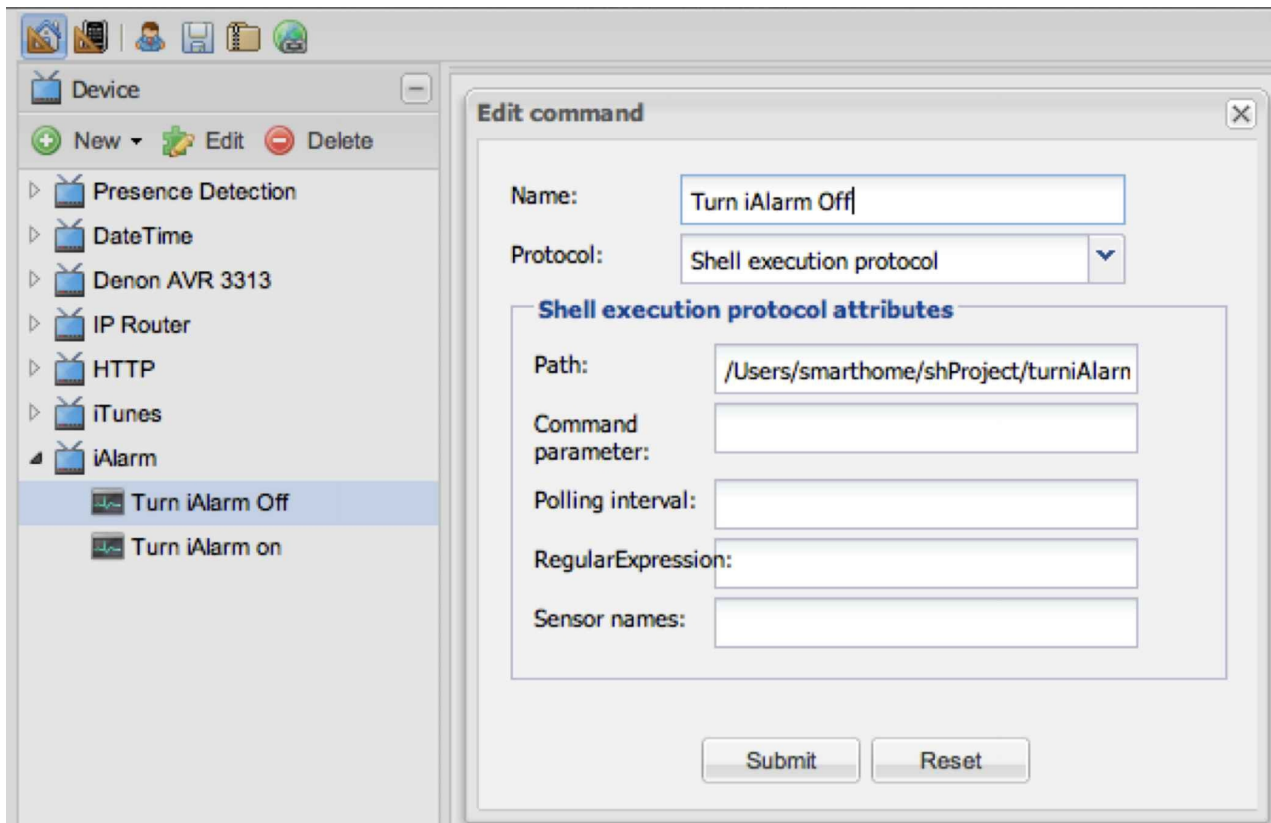 Device
New
Edit
Delete
Presence Detection
DateTime
Denon AVR 3313
IP Router
HTTP
iTunes
iAlarm
Turn iAlarm Off
Turn iAlarm on
Edit command
Name:
Turn iAlarm Off
Protocol:
Shell execution protocol
Shell execution protocol attributes
Path:
/Users/smarthome/shProject/turniAlarm
Command
parameter:
Polling interval:
RegularExpression:
Sensor names:
Submit
Reset